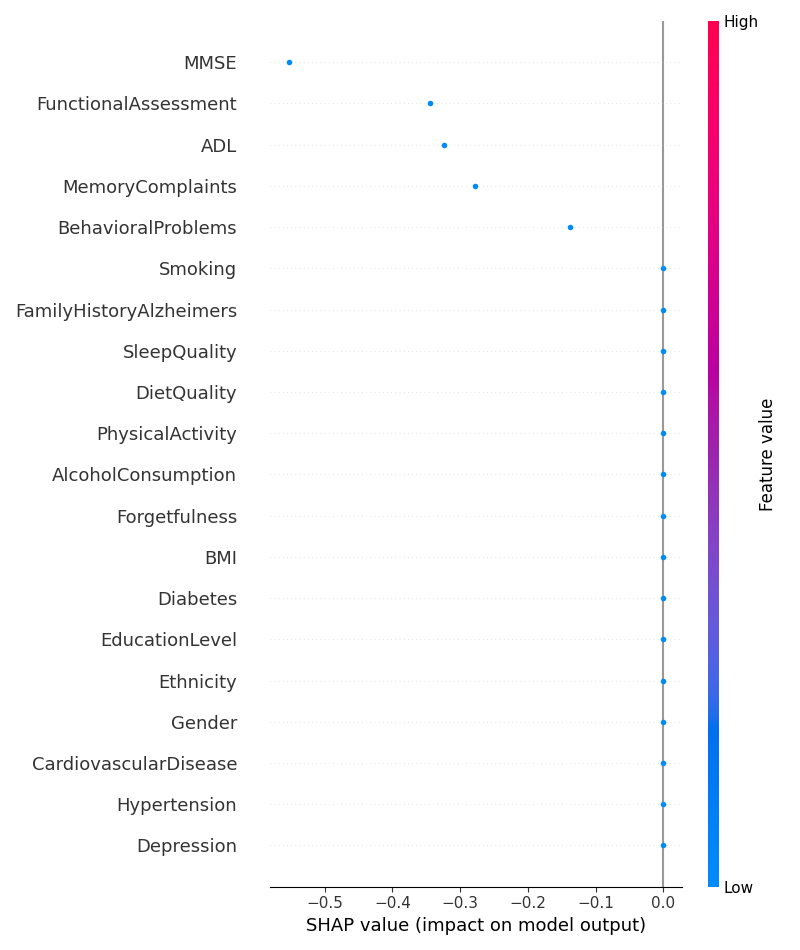 High
MMSE
FunctionalAssessment
ADL
MemoryComplaints
BehavioralProblems
Smoking
FamilyHistoryAlzheimers
SleepQuality
DietQuality
PhysicalActivity
AlcoholConsumption
Forgetfulness
BMI
Diabetes
EducationLevel
Ethnicity
Gender
CardiovascularDisease
Hypertension
Depression
Feature value
Low
−0.5 −0.4 −0.3 −0.2 −0.1 0.0
SHAP value (impact on model output)